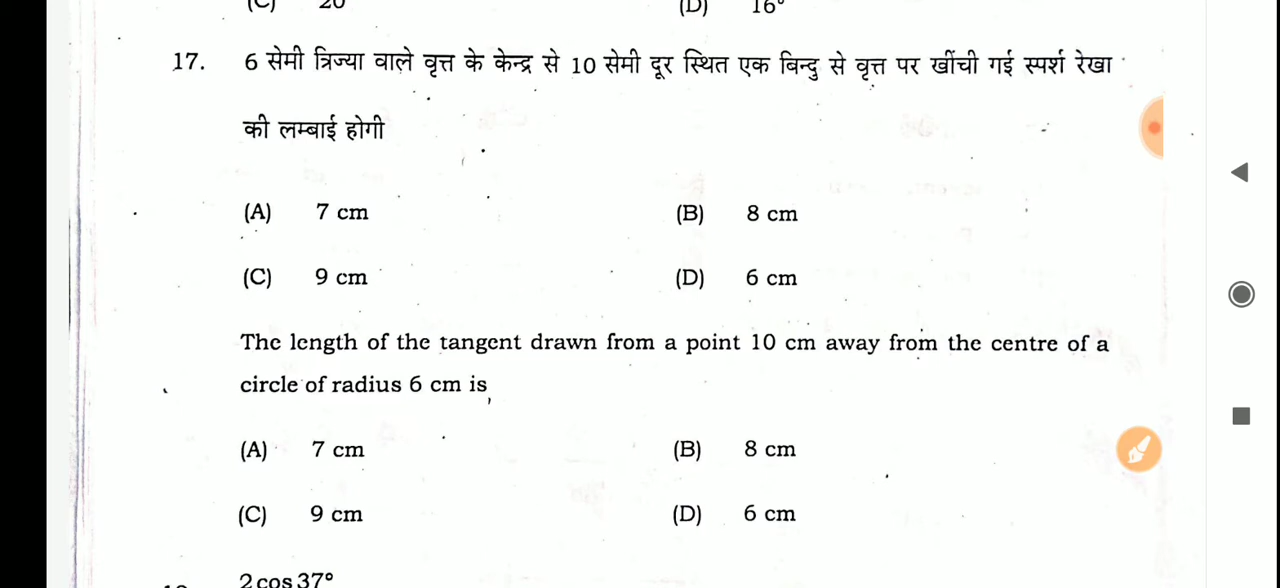 (C) 20
(D) 16°
17. 6 सेमी त्रिज्या वाले वृत्त के केन्द्र से 10 सेमी दूर स्थित एक बिन्दु से वृत्त पर खींची गई स्पर्श रेखा
की लम्बाई होगी
(A) 7 cm
(B) 8 cm
(C) 9 cm
(D) 6 cm
The length of the tangent drawn from a point 10 cm away from the centre of a
circle of radius 6 cm is
(A) 7 cm
(B) 8 cm
(C) 9 cm
(D) 6 cm
2 cos 37°